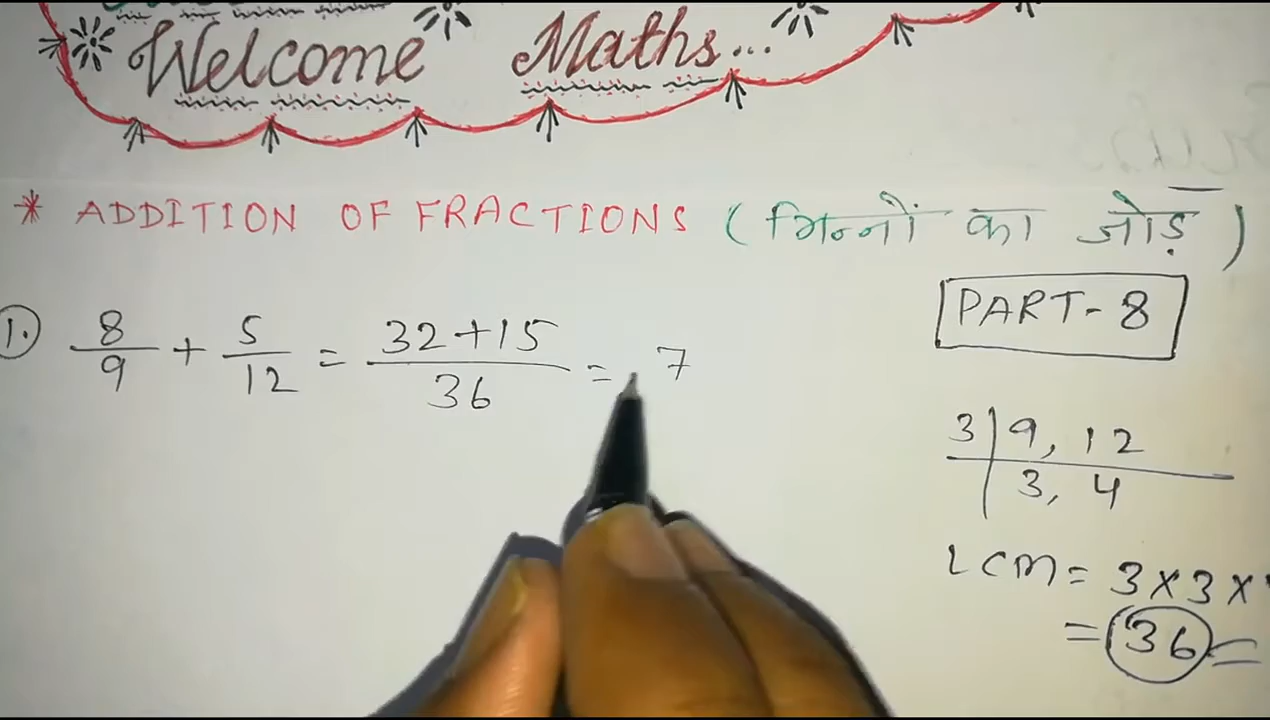 Welcome Maths...
* ADDITION OF FRACTIONS (भिन्नों का जोड़)
PART-8
1. 8/9 + 5/12 = 32+15/36 = 7
3 | 9, 12
3, 4
LCM = 3×3×
= 36